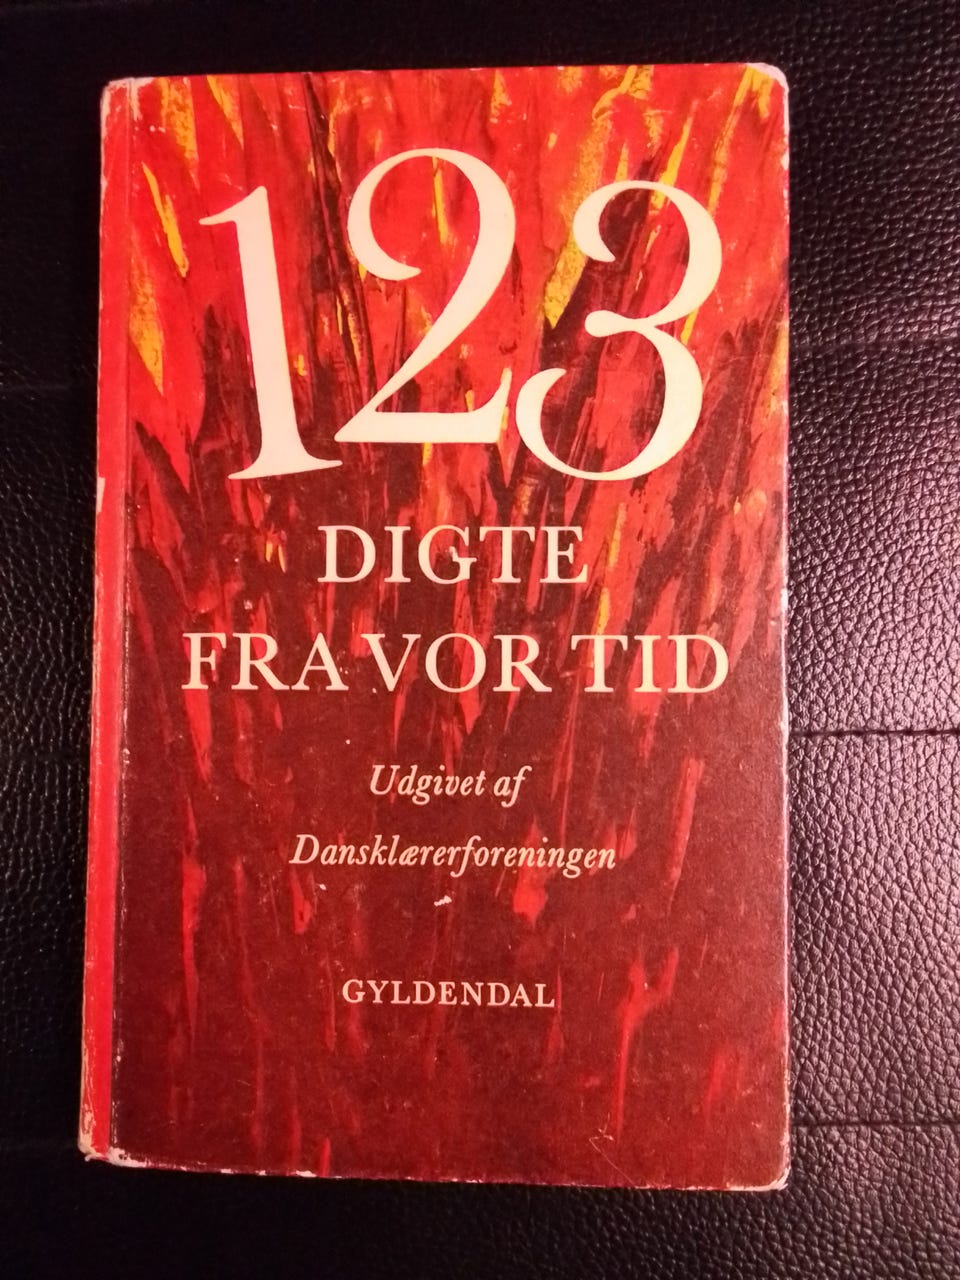 123
DIGTE
FRA VOR TID
Udgivet af
Dansklærerforeningen
GYLDENDAL